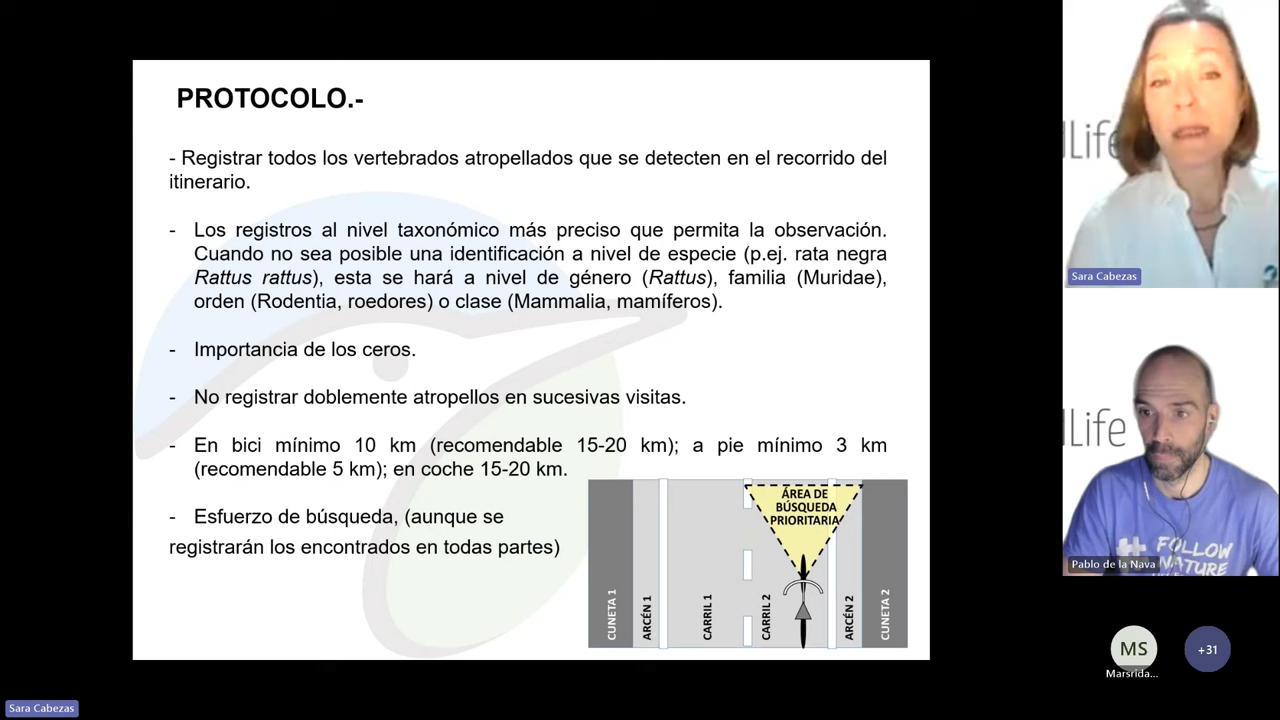 PROTOCOLO.-
- Registrar todos los vertebrados atropellados que se detecten en el recorrido del
itinerario.
- Los registros al nivel taxonómico más preciso que permita la observación.
Cuando no sea posible una identificación a nivel de especie (p.ej. rata negra
Rattus rattus), esta se hará a nivel de género (Rattus), familia (Muridae),
orden (Rodentia, roedores) o clase (Mammalia, mamíferos).
- Importancia de los ceros.
- No registrar doblemente atropellos en sucesivas visitas.
- En bici mínimo 10 km (recomendable 15-20 km); a pie mínimo 3 km
(recomendable 5 km); en coche 15-20 km.
- Esfuerzo de búsqueda, (aunque se
registrarán los encontrados en todas partes)
ÁREA DE
BÚSQUEDA
PRIORITARIA
CUNETA 1
ARCÉN 1
CARRIL 1
CARRIL 2
ARCÉN 2
CUNETA 2
dLife
Sara Cabezas
dLife
FOLLOW
NATURE
Pablo de la Nava
MS
+31
Marsrida...
Sara Cabezas